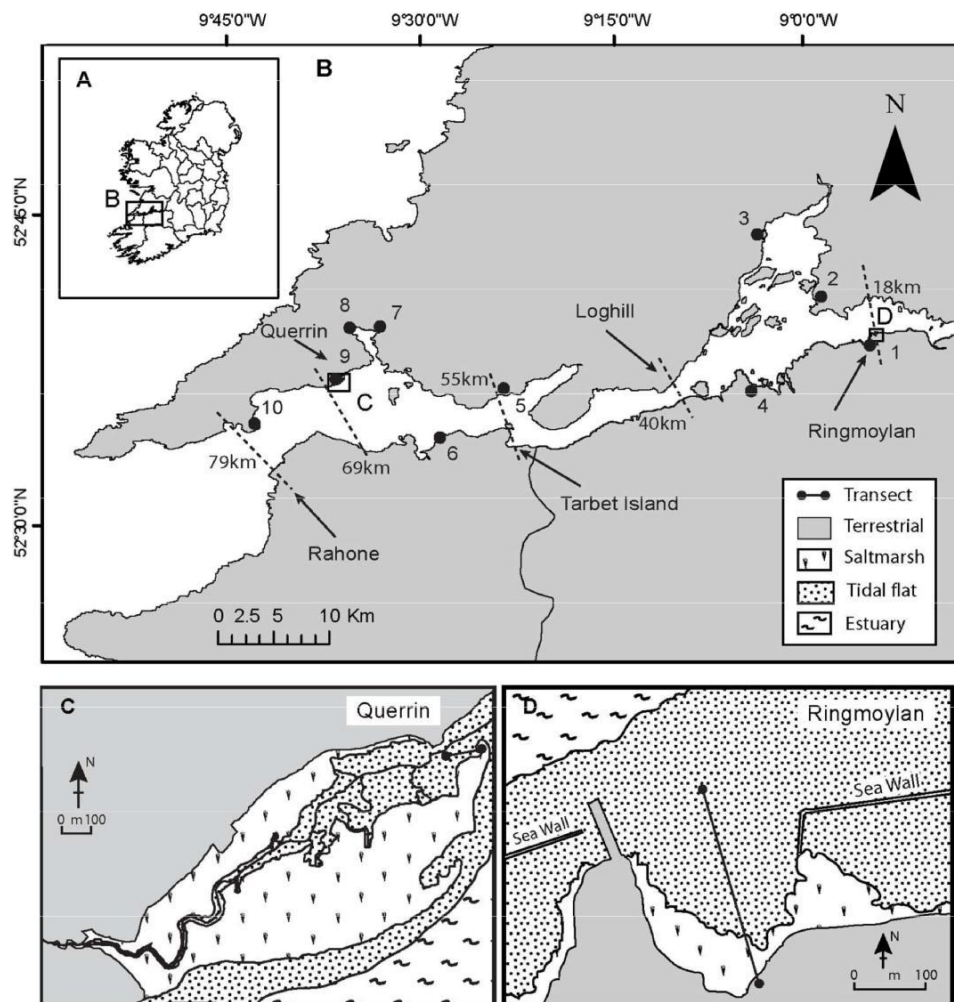 9°45'0"W
9°30'0"W
9°15'0"W
9°0'0"W
A
B
B
N
52°45'0"N
52°30'0"N
3
2
18km
D
1
8
7
Loghill
Querrin
9
C
55km
5
10
4
40km
6
79km
69km
Ringmoylan
Tarbet Island
Rahone
0 2.5 5 10 Km
Transect
Terrestrial
Saltmarsh
Tidal flat
Estuary
C
Querrin
N
0 m 100
D
Ringmoylan
Sea Wall
Sea Wall
N
0 m 100